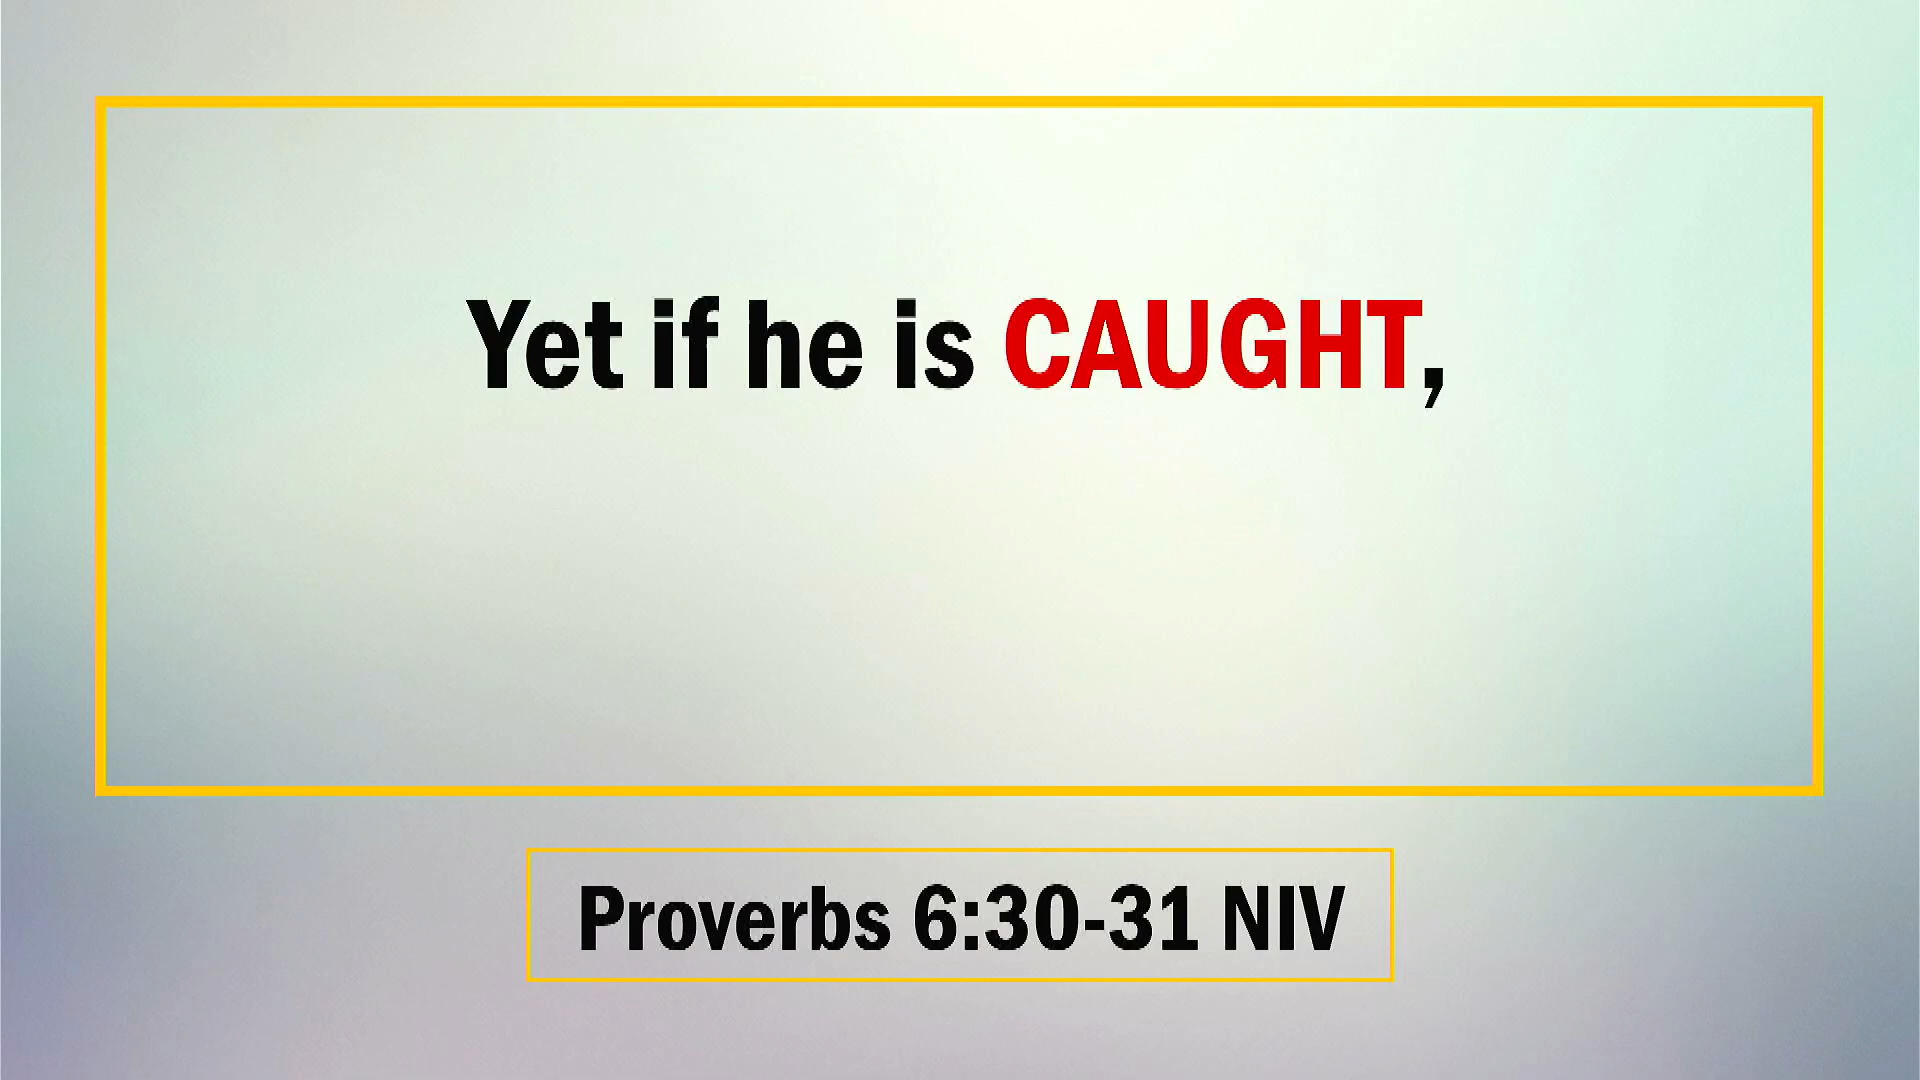 Yet if he is CAUGHT,
Proverbs 6:30-31 NIV